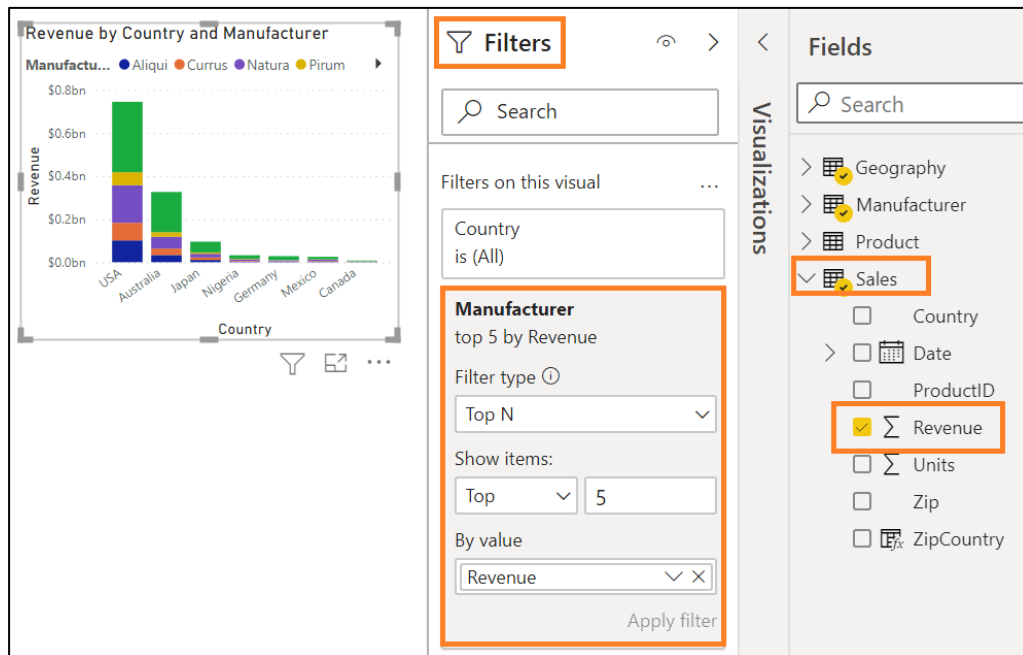 Revenue by Country and Manufacturer
Manufactu... Aliqui Currus Natura Pirum
$0.8bn
$0.6bn
$0.4bn
$0.2bn
$0.0bn
Revenue
USA
Australia
Japan
Nigeria
Germany
Mexico
Canada
Country
Filters
Search
Filters on this visual
...
Country
is (All)
Manufacturer
top 5 by Revenue
Filter type
Top N
Show items:
Top 5
By value
Revenue
Apply filter
Visualizations
Fields
Search
Geography
Manufacturer
Product
Sales
Country
Date
ProductID
Σ Revenue
Σ Units
Zip
fx ZipCountry